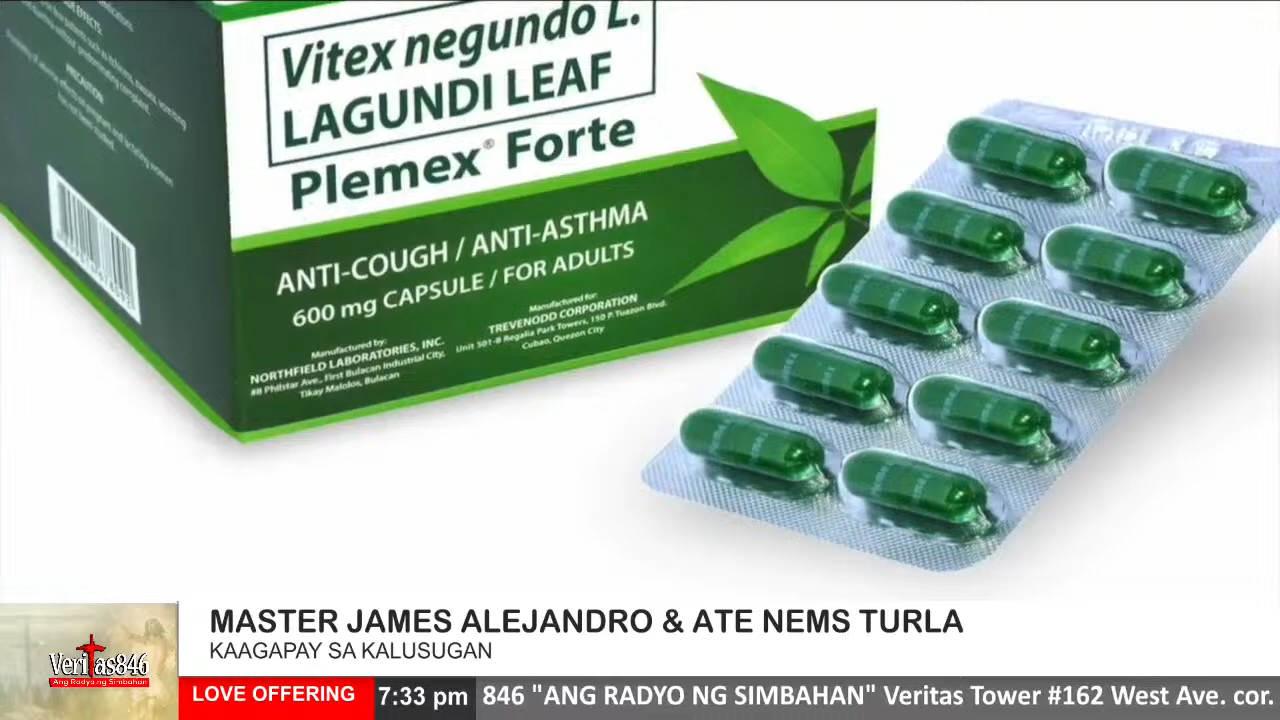 Vitex negundo L.
LAGUNDI LEAF
Plemex® Forte
ANTI-COUGH / ANTI-ASTHMA
600 mg CAPSULE / FOR ADULTS
Manufactured by:
NORTHFIELD LABORATORIES, INC.
#8 Philstar Ave., First Bulacan Industrial City,
Tikay Malolos, Bulacan
Manufactured for:
TREVENODD CORPORATION
Unit 501-B Regalia Park Towers, 150 P. Tuazon Blvd.
Cubao, Quezon City
PRECAUTION
MASTER JAMES ALEJANDRO & ATE NEMS TURLA
KAAGAPAY SA KALUSUGAN
Veritas846
Ang Radyo ng Simbahan
LOVE OFFERING
7:33 pm
846 "ANG RADYO NG SIMBAHAN" Veritas Tower #162 West Ave. cor.